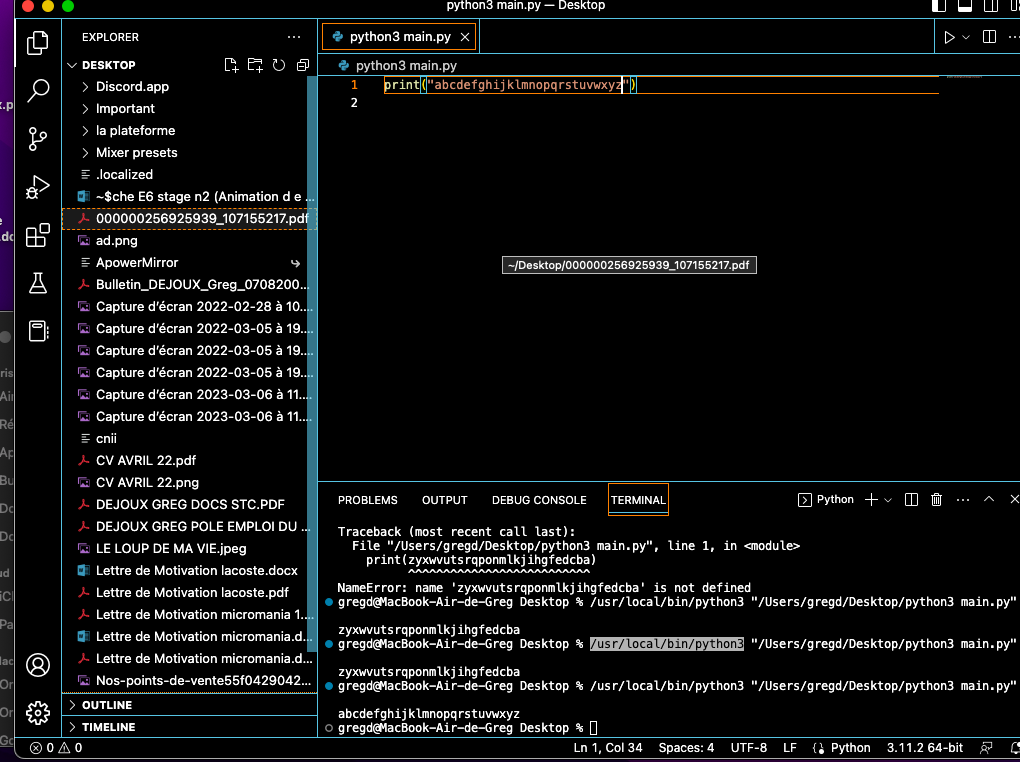 python3 main.py — Desktop
EXPLORER
DESKTOP
Discord.app
Important
la plateforme
Mixer presets
.localized
~$che E6 stage n2 (Animation d e ...
000000256925939_107155217.pdf
ad.png
ApowerMirror
Bulletin_DEJOUX_Greg_0708200...
Capture d’écran 2022-02-28 à 10....
Capture d’écran 2022-03-05 à 19....
Capture d’écran 2022-03-05 à 19....
Capture d’écran 2022-03-05 à 19....
Capture d’écran 2023-03-06 à 11....
Capture d’écran 2023-03-06 à 11....
cnii
CV AVRIL 22.pdf
CV AVRIL 22.png
DEJOUX GREG DOCS STC.PDF
DEJOUX GREG POLE EMPLOI DU ...
LE LOUP DE MA VIE.jpeg
Lettre de Motivation lacoste.docx
Lettre de Motivation lacoste.pdf
Lettre de Motivation micromania 1....
Lettre de Motivation micromania.d...
Lettre de Motivation micromania.d...
Nos-points-de-vente55f0429042...
OUTLINE
TIMELINE
python3 main.py
python3 main.py
1 print("abcdefghijklmnopqrstuvwxyz")
2
~/Desktop/000000256925939_107155217.pdf
PROBLEMS OUTPUT DEBUG CONSOLE TERMINAL Python
Traceback (most recent call last):
File "/Users/gregd/Desktop/python3 main.py", line 1, in <module>
print(zyxwvutsrqponmlkjihgfedcba)
^^^^^^^^^^^^^^^^^^^^^^^^^^
NameError: name 'zyxwvutsrqponmlkjihgfedcba' is not defined
gregd@MacBook-Air-de-Greg Desktop % /usr/local/bin/python3 "/Users/gregd/Desktop/python3 main.py"
zyxwvutsrqponmlkjihgfedcba
gregd@MacBook-Air-de-Greg Desktop % /usr/local/bin/python3 "/Users/gregd/Desktop/python3 main.py"
zyxwvutsrqponmlkjihgfedcba
gregd@MacBook-Air-de-Greg Desktop % /usr/local/bin/python3 "/Users/gregd/Desktop/python3 main.py"
abcdefghijklmnopqrstuvwxyz
gregd@MacBook-Air-de-Greg Desktop %
0 0 Ln 1, Col 34 Spaces: 4 UTF-8 LF Python 3.11.2 64-bit